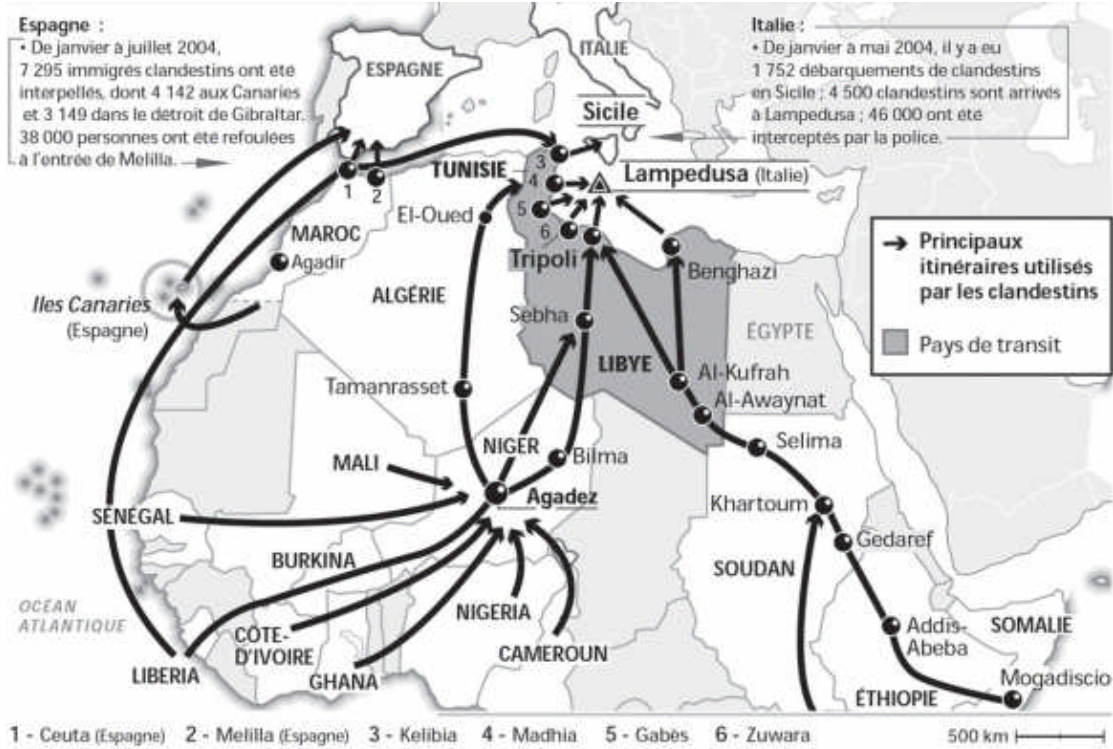 Espagne :
• De janvier à juillet 2004,
7 295 immigrés clandestins ont été
interpellés, dont 4 142 aux Canaries
et 3 149 dans le détroit de Gibraltar.
38 000 personnes ont été refoulées
à l'entrée de Melilla.
Italie :
• De janvier à mai 2004, il y a eu
1 752 débarquements de clandestins
en Sicile ; 4 500 clandestins sont arrivés
à Lampedusa ; 46 000 ont été
interceptés par la police.
ITALIE
ESPAGNE
Sicile
TUNISIE
Lampedusa (Italie)
3
4
5
6
1
2
El-Oued
MAROC
Tripoli
Agadir
Benghazi
Principaux
itinéraires utilisés
par les clandestins
Pays de transit
Iles Canaries
(Espagne)
ALGÉRIE
Sebha
ÉGYPTE
LIBYE
Al-Kufrah
Al-Awaynat
Tamanrasset
Selima
NIGER
Bilma
MALI
Agadez
Khartoum
SÉNÉGAL
Gedaref
BURKINA
SOUDAN
OCÉAN
ATLANTIQUE
NIGERIA
CÔTE-
D'IVOIRE
CAMEROUN
Addis-
Abeba
SOMALIE
LIBERIA
GHANA
Mogadiscio
ÉTHIOPIE
1 - Ceuta (Espagne) 2 - Melilla (Espagne) 3 - Kelibia 4 - Madhia 5 - Gabès 6 - Zuwara
500 km